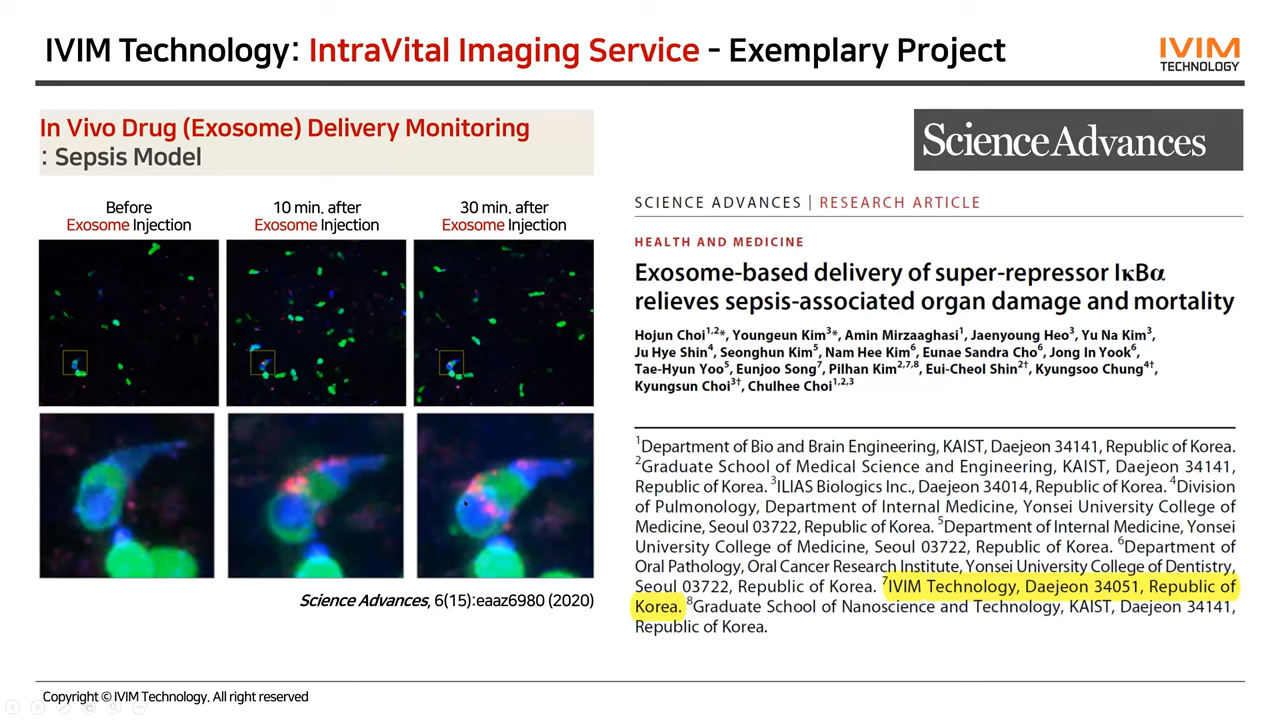 IVIM Technology: IntraVital Imaging Service – Exemplary Project
IVIM
TECHNOLOGY
In Vivo Drug (Exosome) Delivery Monitoring
: Sepsis Model
Before
Exosome Injection
10 min. after
Exosome Injection
30 min. after
Exosome Injection
Science Advances, 6(15):eaaz6980 (2020)
Science Advances
SCIENCE ADVANCES | RESEARCH ARTICLE
HEALTH AND MEDICINE
Exosome-based delivery of super-repressor IκBα
relieves sepsis-associated organ damage and mortality
Hojun Choi1,2*, Youngeun Kim3*, Amin Mirzaaghasi1, Jaenyoung Heo3, Yu Na Kim3,
Ju Hye Shin4, Seonghun Kim5, Nam Hee Kim6, Eunae Sandra Cho6, Jong In Yook6,
Tae-Hyun Yoo5, Eunjoo Song7, Pilhan Kim2,7,8, Eui-Cheol Shin2†, Kyungsoo Chung4†,
Kyungsun Choi3†, Chulhee Choi1,2,3
1Department of Bio and Brain Engineering, KAIST, Daejeon 34141, Republic of Korea.
2Graduate School of Medical Science and Engineering, KAIST, Daejeon 34141,
Republic of Korea. 3ILIAS Biologics Inc., Daejeon 34014, Republic of Korea. 4Division
of Pulmonology, Department of Internal Medicine, Yonsei University College of
Medicine, Seoul 03722, Republic of Korea. 5Department of Internal Medicine, Yonsei
University College of Medicine, Seoul 03722, Republic of Korea. 6Department of
Oral Pathology, Oral Cancer Research Institute, Yonsei University College of Dentistry,
Seoul 03722, Republic of Korea. 7IVIM Technology, Daejeon 34051, Republic of
Korea. 8Graduate School of Nanoscience and Technology, KAIST, Daejeon 34141,
Republic of Korea.
Copyright © IVIM Technology. All right reserved